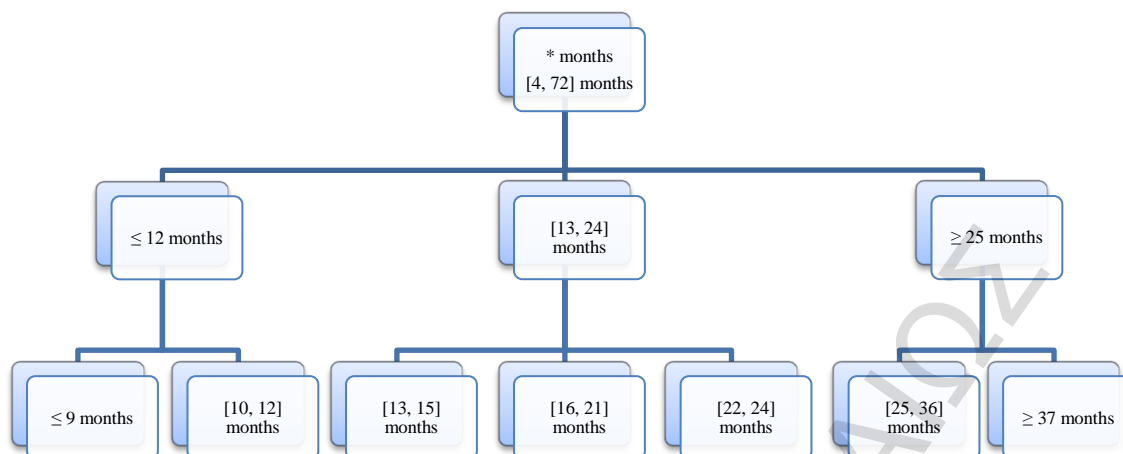 * months
[4, 72] months
≤ 12 months
[13, 24]
months
≥ 25 months
≤ 9 months
[10, 12]
months
[13, 15]
months
[16, 21]
months
[22, 24]
months
[25, 36]
months
≥ 37 months
ΑΙΩΣ